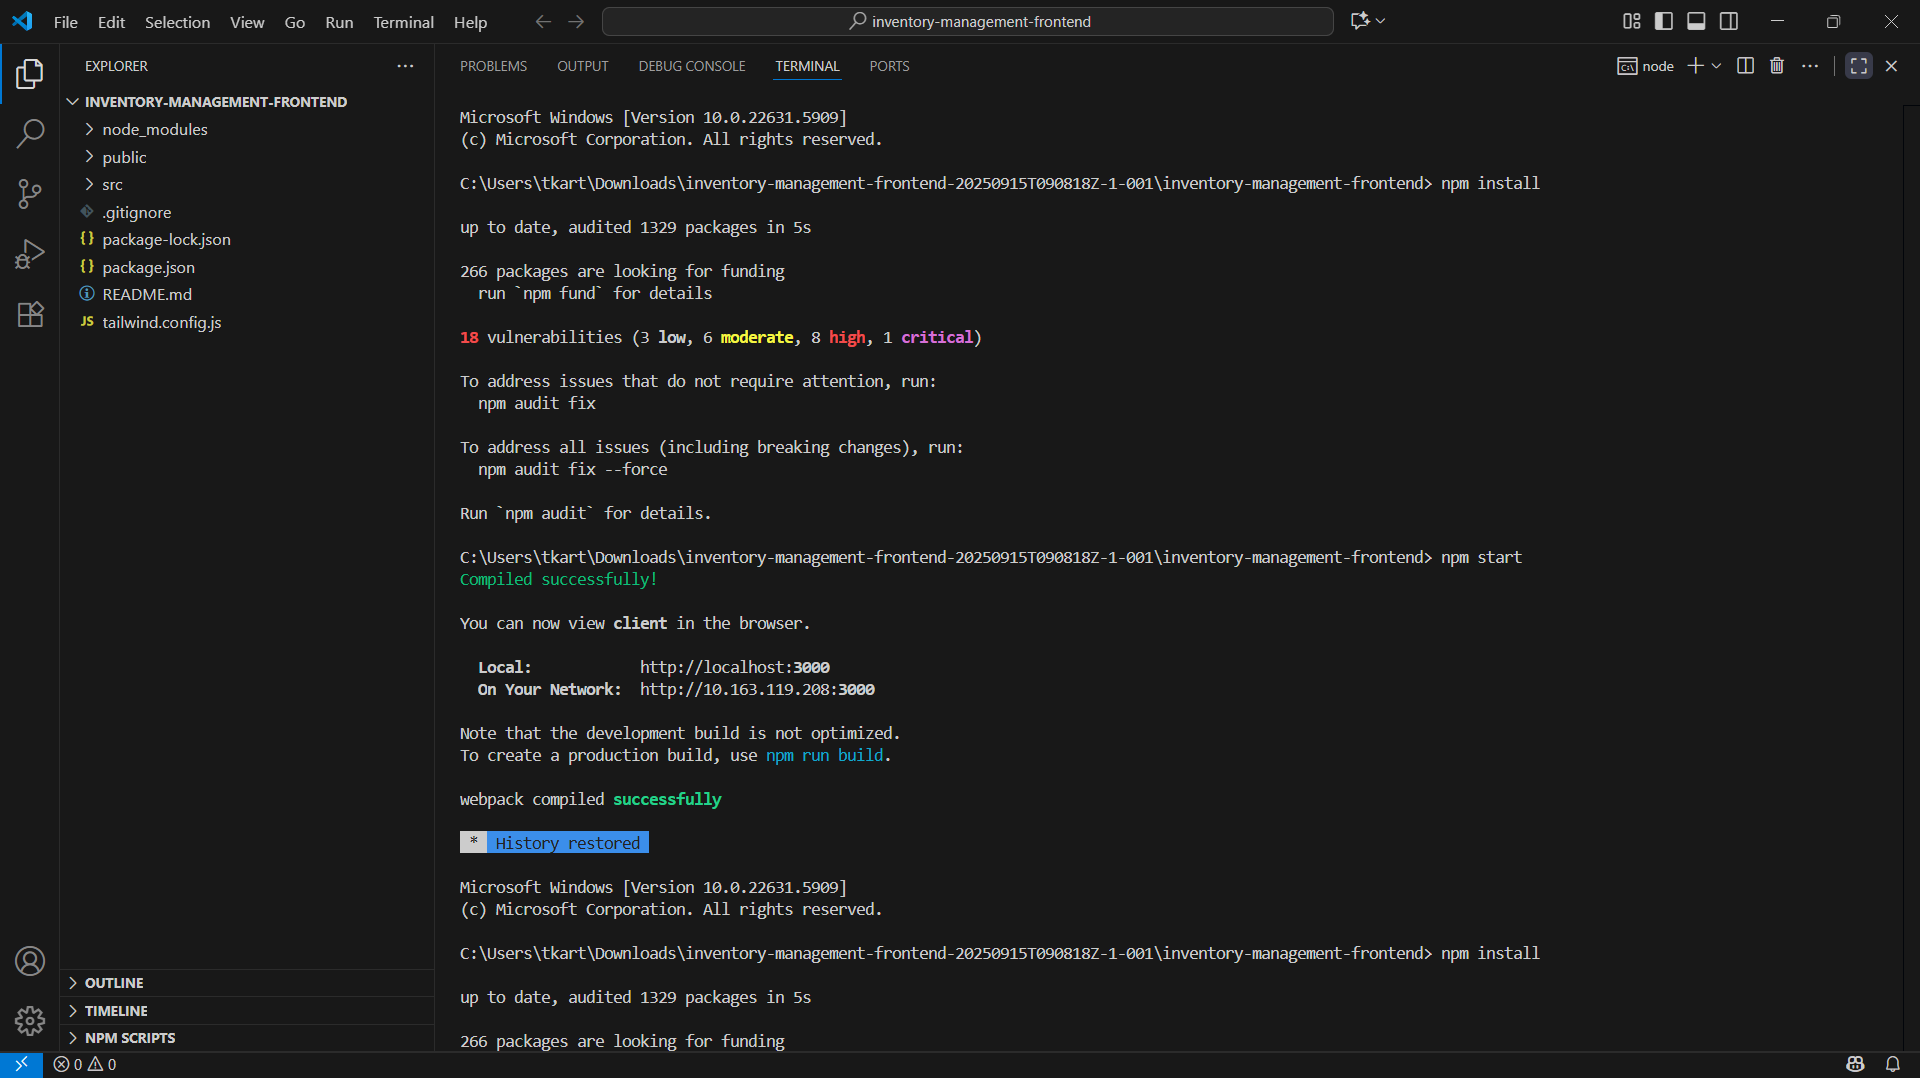 File Edit Selection View Go Run Terminal Help
inventory-management-frontend
EXPLORER
INVENTORY-MANAGEMENT-FRONTEND
node_modules
public
src
.gitignore
{} package-lock.json
{} package.json
README.md
JS tailwind.config.js
OUTLINE
TIMELINE
NPM SCRIPTS
PROBLEMS OUTPUT DEBUG CONSOLE TERMINAL PORTS
node
Microsoft Windows [Version 10.0.22631.5909]
(c) Microsoft Corporation. All rights reserved.
C:\Users\tkart\Downloads\inventory-management-frontend-20250915T090818Z-1-001\inventory-management-frontend> npm install
up to date, audited 1329 packages in 5s
266 packages are looking for funding
run `npm fund` for details
18 vulnerabilities (3 low, 6 moderate, 8 high, 1 critical)
To address issues that do not require attention, run:
npm audit fix
To address all issues (including breaking changes), run:
npm audit fix --force
Run `npm audit` for details.
C:\Users\tkart\Downloads\inventory-management-frontend-20250915T090818Z-1-001\inventory-management-frontend> npm start
Compiled successfully!
You can now view client in the browser.
Local: http://localhost:3000
On Your Network: http://10.163.119.208:3000
Note that the development build is not optimized.
To create a production build, use npm run build.
webpack compiled successfully
* History restored
Microsoft Windows [Version 10.0.22631.5909]
(c) Microsoft Corporation. All rights reserved.
C:\Users\tkart\Downloads\inventory-management-frontend-20250915T090818Z-1-001\inventory-management-frontend> npm install
up to date, audited 1329 packages in 5s
266 packages are looking for funding
0 0